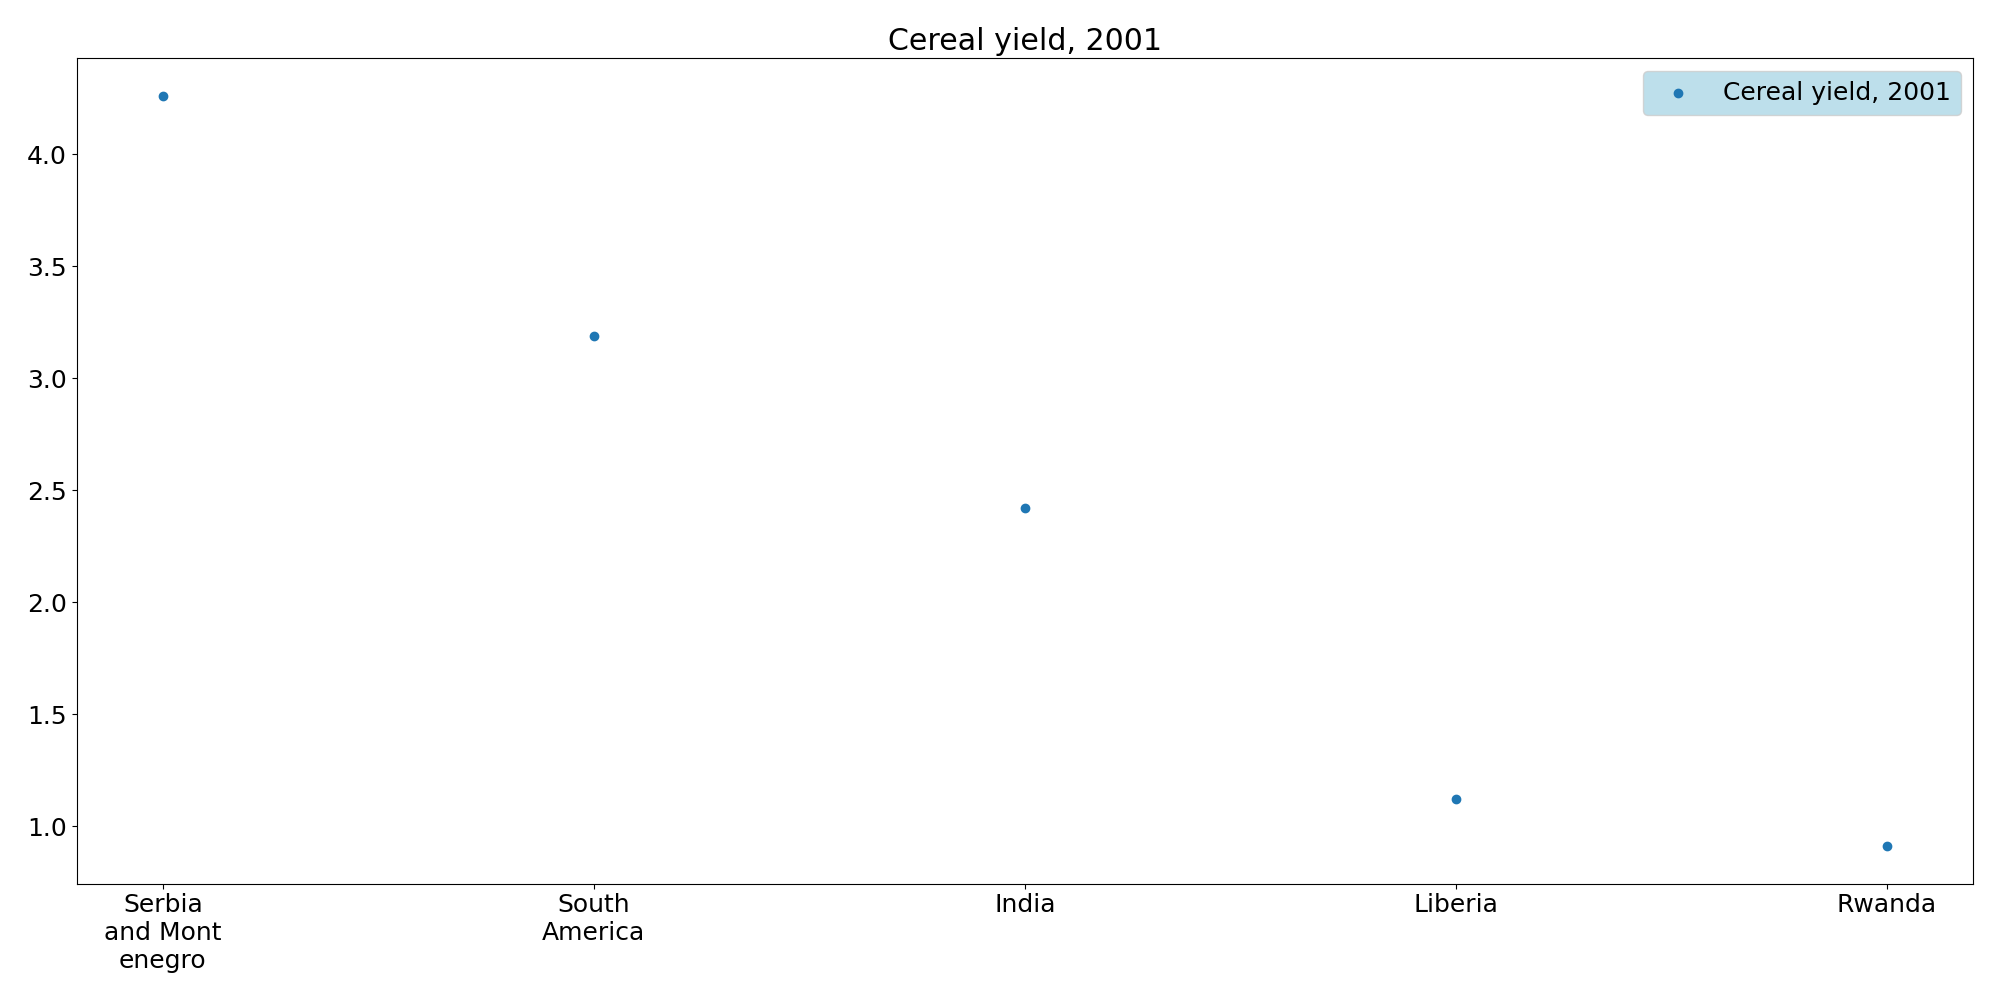 Cereal yield, 2001
Cereal yield, 2001
4.0
3.5
3.0
2.5
2.0
1.5
1.0
Serbia
and Mont
enegro
South
America
India
Liberia
Rwanda